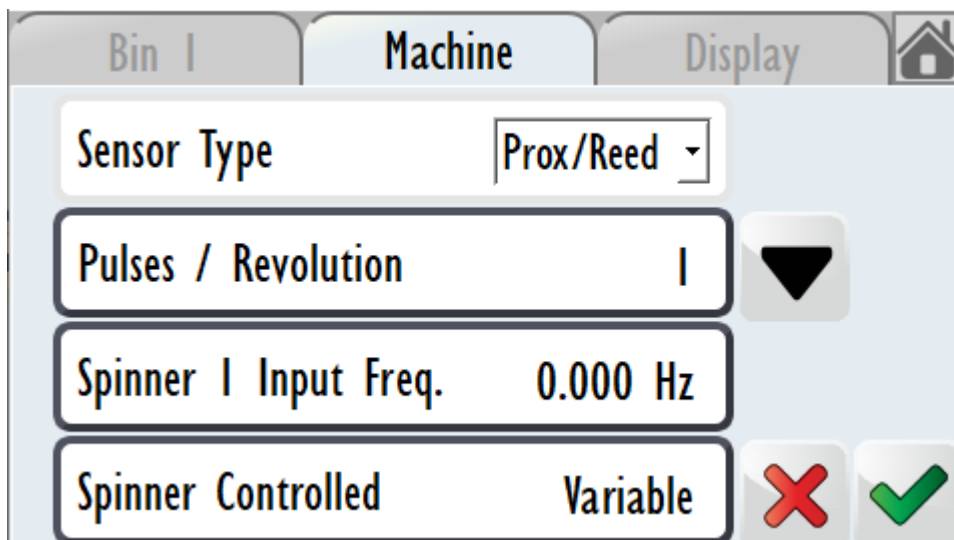 Bin 1
Machine
Display
Sensor Type Prox/Reed
Pulses / Revolution 1
Spinner 1 Input Freq. 0.000 Hz
Spinner Controlled Variable